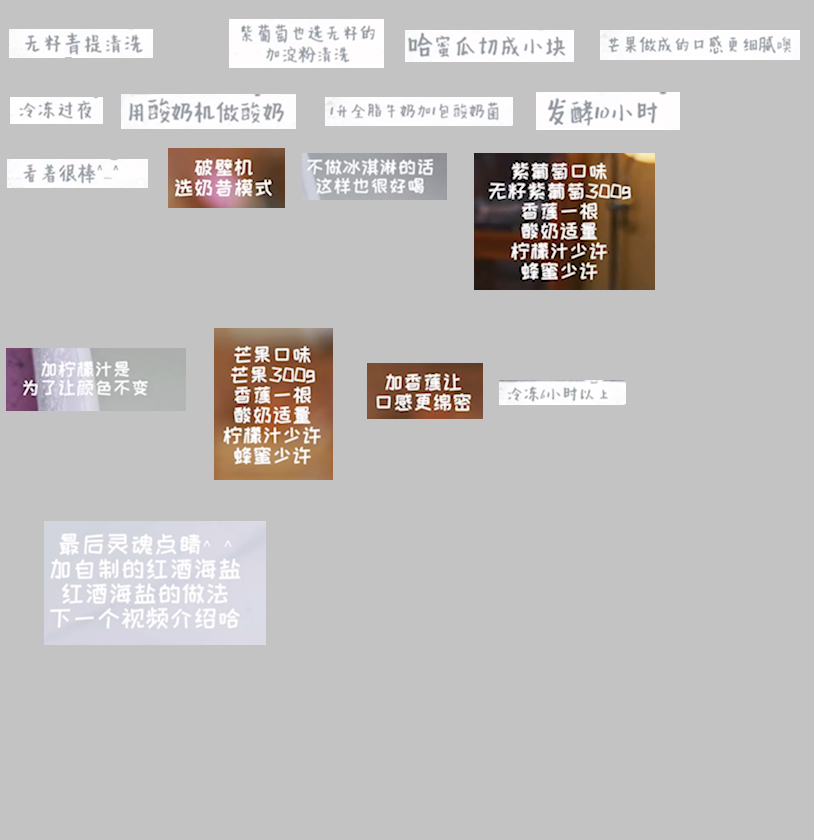 无籽青提清洗
紫葡萄也选无籽的
加淀粉清洗
哈蜜瓜切成小块
芒果做成的口感更细腻噢
冷冻过夜
用酸奶机做酸奶
1升全脂牛奶加1包酸奶菌
发酵10小时
看着很棒^_^
破壁机
选奶昔模式
不做冰淇淋的话
这样也很好喝
紫葡萄口味
无籽紫葡萄300g
香蕉一根
酸奶适量
柠檬汁少许
蜂蜜少许
加柠檬汁是
为了让颜色不变
芒果口味
芒果300g
香蕉一根
酸奶适量
柠檬汁少许
蜂蜜少许
加香蕉让
口感更绵密
冷冻6小时以上
最后灵魂点睛^ ^
加自制的红酒海盐
红酒海盐的做法
下一个视频介绍哈